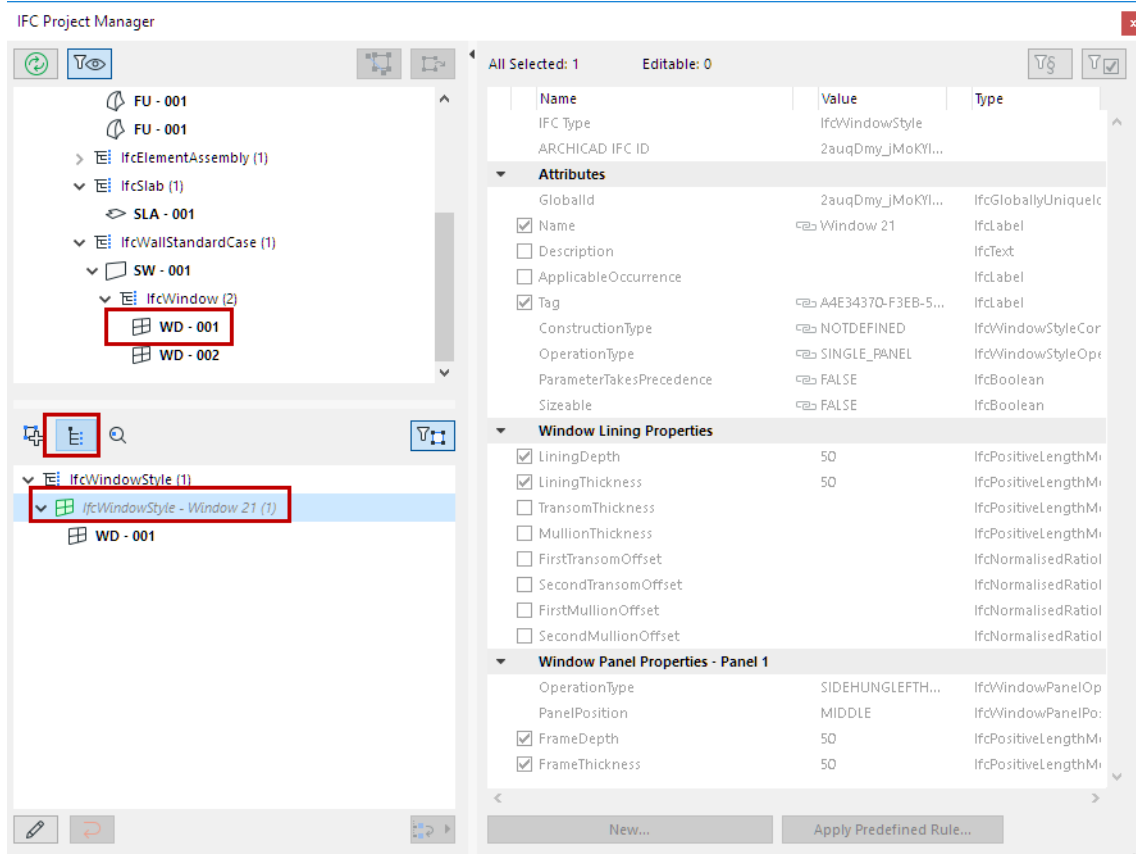 IFC Project Manager
FU - 001
FU - 001
IfcElementAssembly (1)
IfcSlab (1)
SLA - 001
IfcWallStandardCase (1)
SW - 001
IfcWindow (2)
WD - 001
WD - 002
IfcWindowStyle (1)
IfcWindowStyle - Window 21 (1)
WD - 001
All Selected: 1 Editable: 0
Name Value Type
IFC Type IfcWindowStyle
ARCHICAD IFC ID 2auqDmy_jMoKYl...
Attributes
GlobalId 2auqDmy_jMoKYl... IfcGloballyUniqueIc
Name Window 21 IfcLabel
Description IfcText
ApplicableOccurrence IfcLabel
Tag A4E34370-F3EB-5... IfcLabel
ConstructionType NOTDEFINED IfcWindowStyleCor
OperationType SINGLE_PANEL IfcWindowStyleOpe
ParameterTakesPrecedence FALSE IfcBoolean
Sizeable FALSE IfcBoolean
Window Lining Properties
LiningDepth 50 IfcPositiveLengthM
LiningThickness 50 IfcPositiveLengthM
TransomThickness IfcPositiveLengthM
MullionThickness IfcPositiveLengthM
FirstTransomOffset IfcNormalisedRatio
SecondTransomOffset IfcNormalisedRatio
FirstMullionOffset IfcNormalisedRatio
SecondMullionOffset IfcNormalisedRatio
Window Panel Properties - Panel 1
OperationType SIDEHUNGLEFTH... IfcWindowPanelOp
PanelPosition MIDDLE IfcWindowPanelPo
FrameDepth 50 IfcPositiveLengthM
FrameThickness 50 IfcPositiveLengthM
New... Apply Predefined Rule...